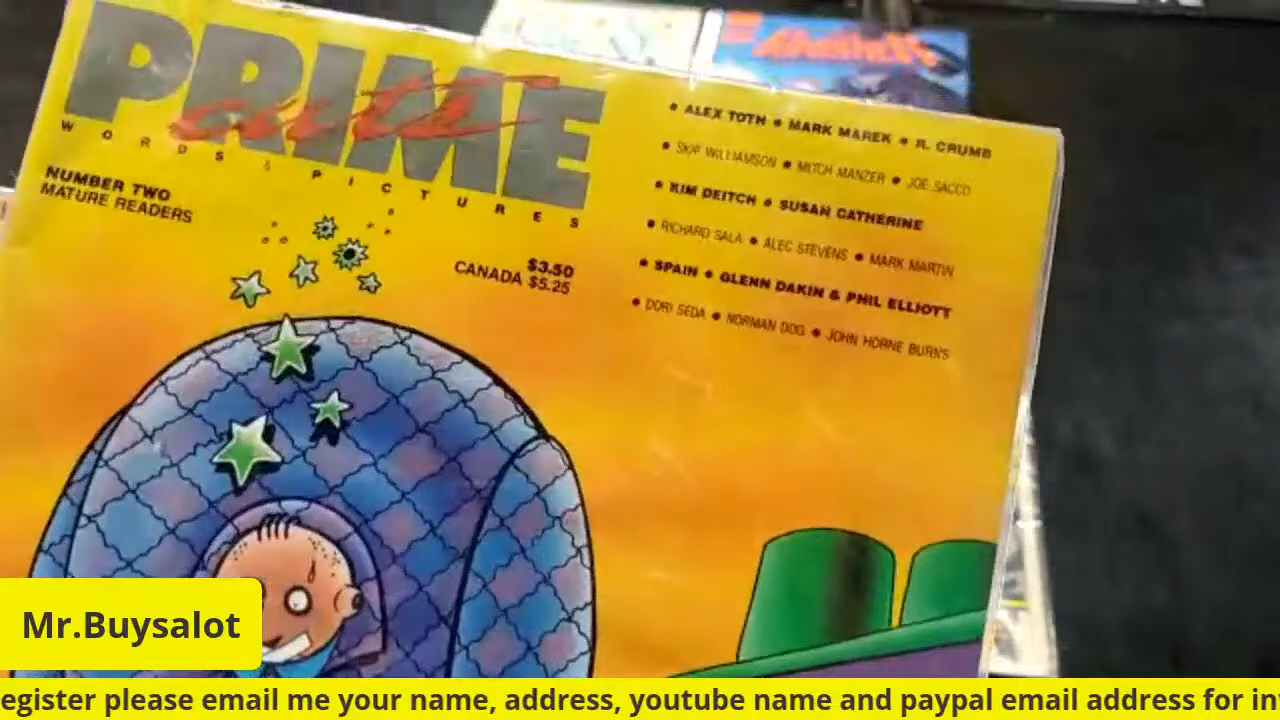 PRIME
cuts
WORDS & PICTURES
NUMBER TWO
MATURE READERS
$3.50
CANADA $5.25
• ALEX TOTH • MARK MAREK • R. CRUMB
• SKIP WILLIAMSON • MITCH MANZER • JOE SACCO
• KIM DEITCH • SUSAN CATHERINE
• RICHARD SALA • ALEC STEVENS • MARK MARTIN
• SPAIN • GLENN DAKIN & PHIL ELLIOTT
• DORI SEDA • NORMAN DOG • JOHN HORNE BURNS
Mr.Buysalot
egister please email me your name, address, youtube name and paypal email address for in